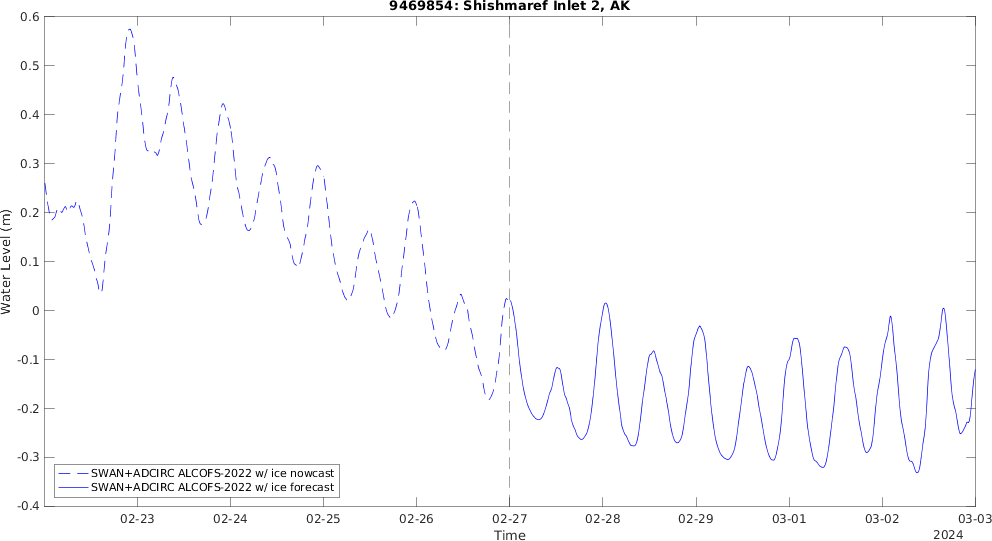 9469854: Shishmaref Inlet 2, AK
0.6
0.5
0.4
0.3
0.2
0.1
0
-0.1
-0.2
-0.3
-0.4
Water Level (m)
SWAN+ADCIRC ALCOFS-2022 w/ ice nowcast
SWAN+ADCIRC ALCOFS-2022 w/ ice forecast
02-23 02-24 02-25 02-26 02-27 02-28 02-29 03-01 03-02 03-03
Time
2024